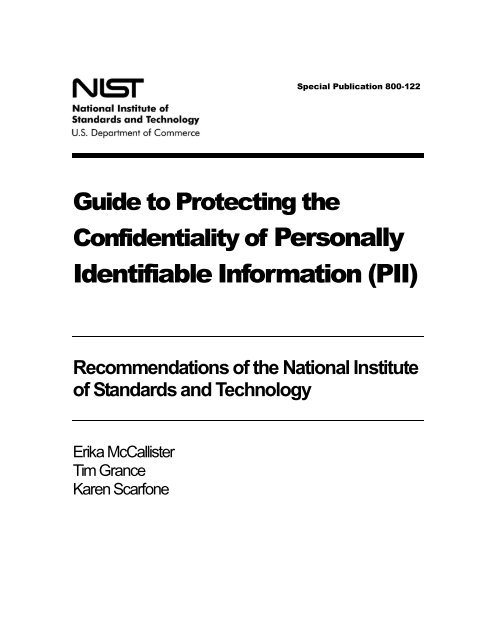 NIST
Special Publication 800-122
National Institute of
Standards and Technology
U.S. Department of Commerce
Guide to Protecting the
Confidentiality of Personally
Identifiable Information (PII)
Recommendations of the National Institute
of Standards and Technology
Erika McCallister
Tim Grance
Karen Scarfone